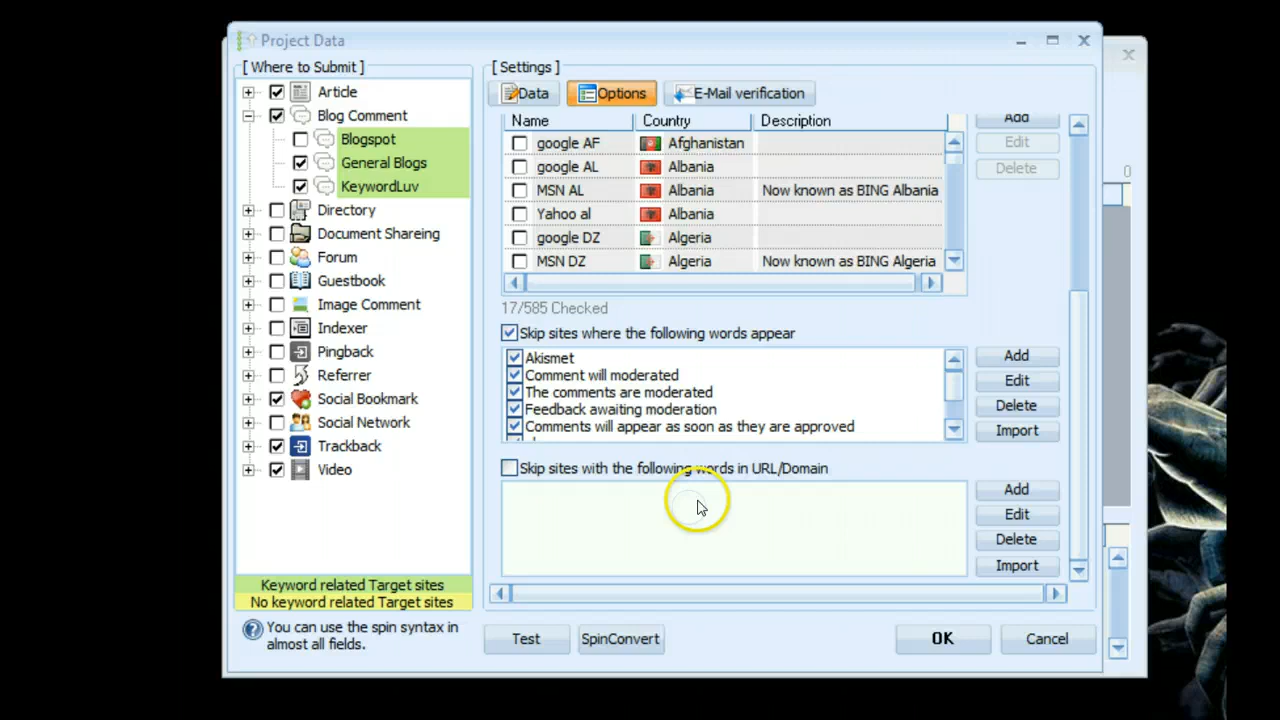 Project Data
[ Where to Submit ]
Article
Blog Comment
Blogspot
General Blogs
KeywordLuv
Directory
Document Shareing
Forum
Guestbook
Image Comment
Indexer
Pingback
Referrer
Social Bookmark
Social Network
Trackback
Video
Keyword related Target sites
No keyword related Target sites
You can use the spin syntax in
almost all fields.
[ Settings ]
Data Options E-Mail verification
Name Country Description
google AF Afghanistan
google AL Albania
MSN AL Albania Now known as BING Albania
Yahoo al Albania
google DZ Algeria
MSN DZ Algeria Now known as BING Algeria
Add
Edit
Delete
17/585 Checked
Skip sites where the following words appear
Akismet
Comment will moderated
The comments are moderated
Feedback awaiting moderation
Comments will appear as soon as they are approved
Add
Edit
Delete
Import
Skip sites with the following words in URL/Domain
Add
Edit
Delete
Import
Test SpinConvert OK Cancel
0